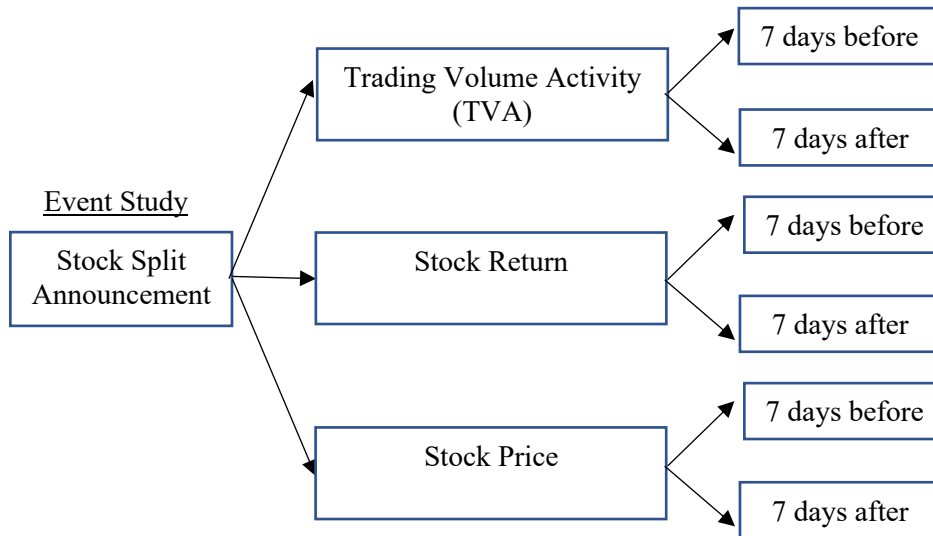 7 days before
Trading Volume Activity
(TVA)
7 days after
Event Study
Stock Split
Announcement
7 days before
Stock Return
7 days after
7 days before
Stock Price
7 days after